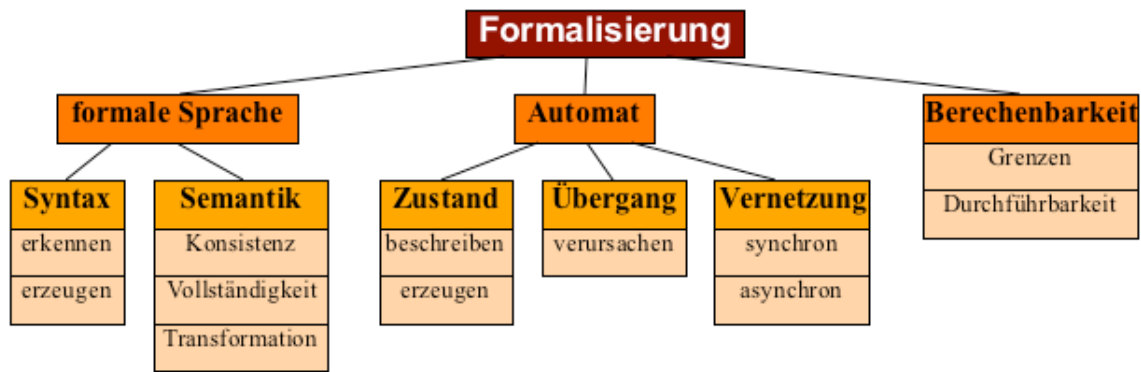 Formalisierung
formale Sprache
Automat
Berechenbarkeit
Grenzen
Durchführbarkeit
Syntax
erkennen
erzeugen
Semantik
Konsistenz
Vollständigkeit
Transformation
Zustand
beschreiben
erzeugen
Übergang
verursachen
Vernetzung
synchron
asynchron